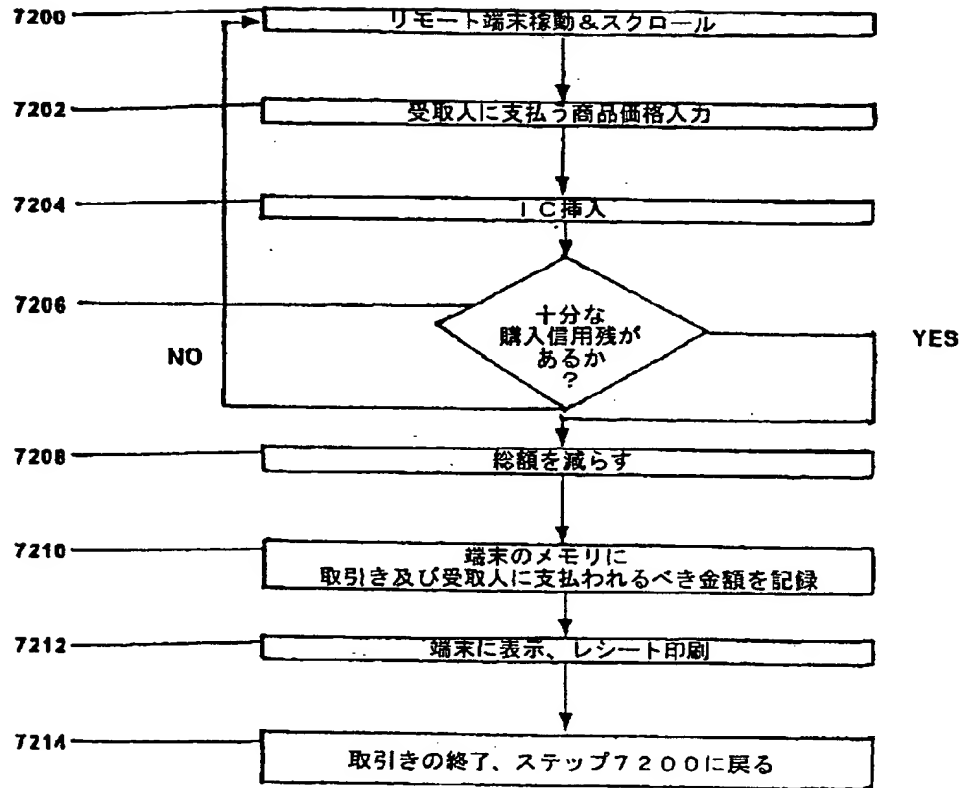 7200
リモート端末稼動&スクロール
7202
受取人に支払う商品価格入力
7204
IC挿入
7206
十分な
購入信用残が
あるか
?
NO
YES
7208
総額を減らす
7210
端末のメモリに
取引き及び受取人に支払われるべき金額を記録
7212
端末に表示、レシート印刷
7214
取引きの終了、ステップ7200に戻る